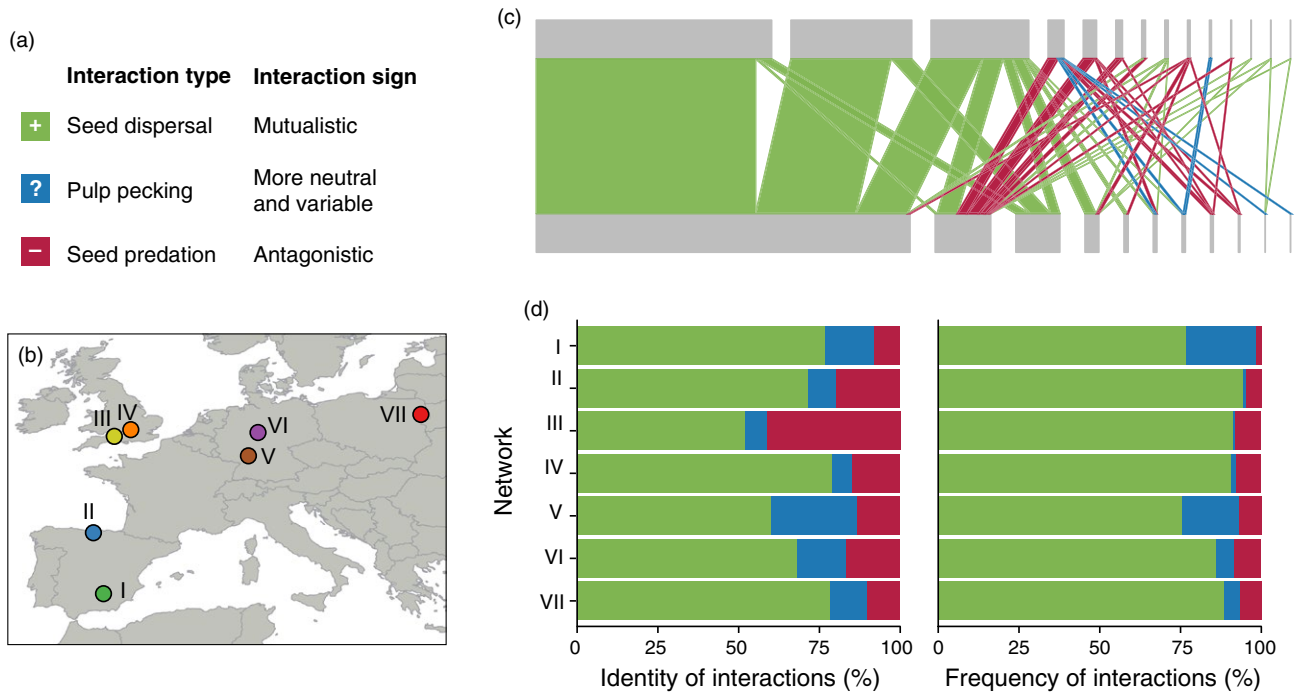 (a)
Interaction type Interaction sign
+ Seed dispersal Mutualistic
? Pulp pecking More neutral
and variable
− Seed predation Antagonistic
(b)
III IV
VII
VI
V
II
I
(c)
(d)
Network
I
II
III
IV
V
VI
VII
0 25 50 75 100
Identity of interactions (%)
0 25 50 75 100
Frequency of interactions (%)